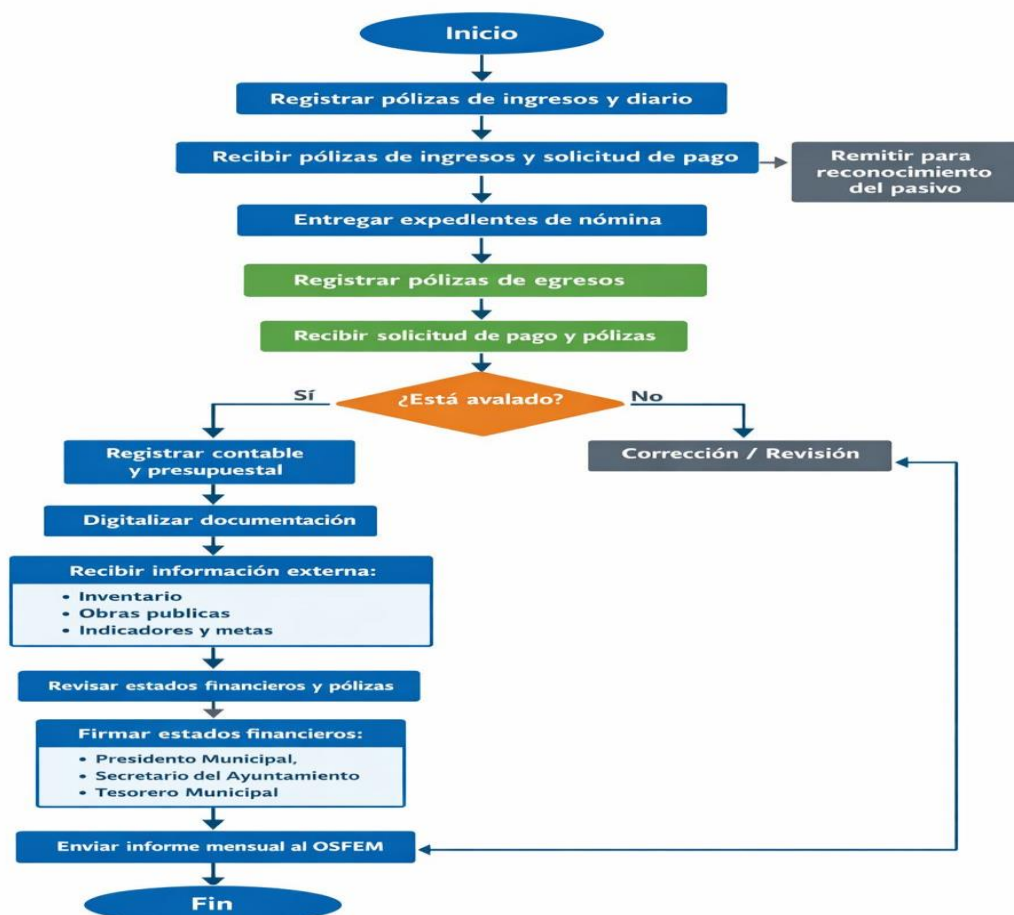 Inicio
Registrar pólizas de ingresos y diario
Recibir pólizas de ingresos y solicitud de pago
Remitir para
reconocimiento
del pasivo
Entregar expedientes de nómina
Registrar pólizas de egresos
Recibir solicitud de pago y pólizas
¿Está avalado?
Sí
No
Registrar contable
y presupuestal
Corrección / Revisión
Digitalizar documentación
Recibir información externa:
• Inventario
• Obras publicas
• Indicadores y metas
Revisar estados financieros y pólizas
Firmar estados financieros:
• Presidento Municipal,
• Secretario del Ayuntamiento
• Tesorero Municipal
Enviar informe mensual al OSFEM
Fin